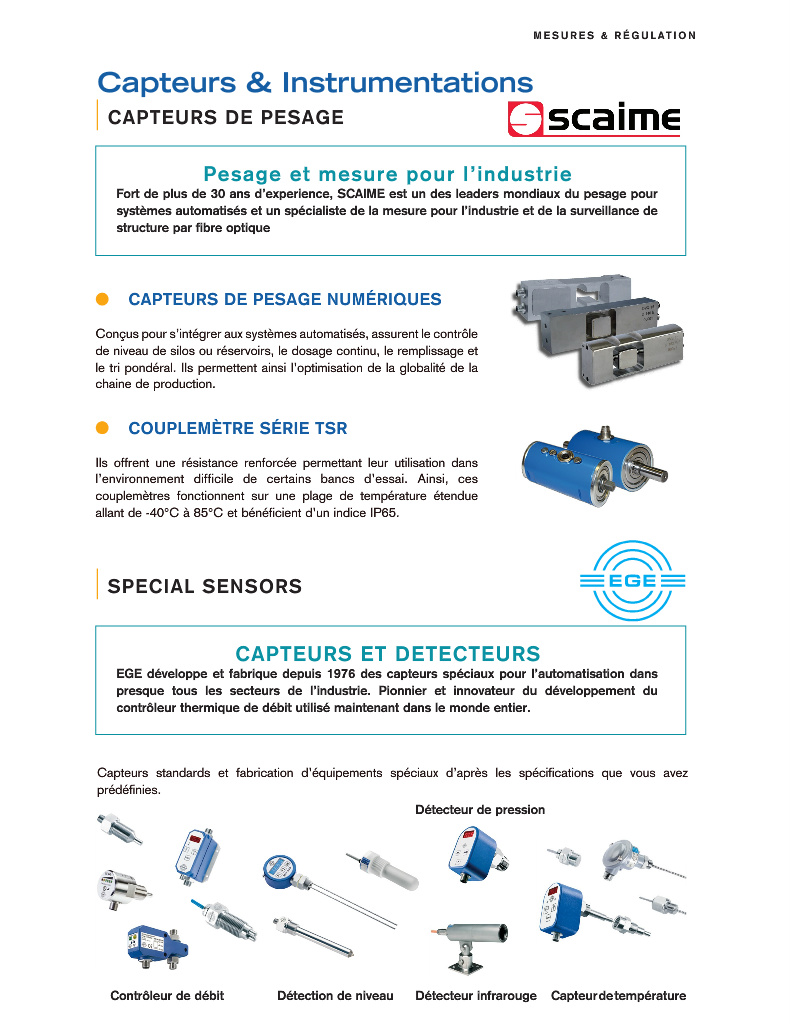 MESURES & RÉGULATION
Capteurs & Instrumentations
CAPTEURS DE PESAGE
scaime
Pesage et mesure pour l'industrie
Fort de plus de 30 ans d'experience, SCAIME est un des leaders mondiaux du pesage pour
systèmes automatisés et un spécialiste de la mesure pour l'industrie et de la surveillance de
structure par fibre optique
CAPTEURS DE PESAGE NUMÉRIQUES
Conçus pour s'intégrer aux systèmes automatisés, assurent le contrôle
de niveau de silos ou réservoirs, le dosage continu, le remplissage et
le tri pondéral. Ils permettent ainsi l'optimisation de la globalité de la
chaine de production.
COUPLEMÈTRE SÉRIE TSR
Ils offrent une résistance renforcée permettant leur utilisation dans
l'environnement difficile de certains bancs d'essai. Ainsi, ces
couplemètres fonctionnent sur une plage de température étendue
allant de -40°C à 85°C et bénéficient d'un indice IP65.
SPECIAL SENSORS
EGE
CAPTEURS ET DETECTEURS
EGE développe et fabrique depuis 1976 des capteurs spéciaux pour l'automatisation dans
presque tous les secteurs de l'industrie. Pionnier et innovateur du développement du
contrôleur thermique de débit utilisé maintenant dans le monde entier.
Capteurs standards et fabrication d'équipements spéciaux d'après les spécifications que vous avez
prédéfinies.
Détecteur de pression
Contrôleur de débit
Détection de niveau
Détecteur infrarouge
Capteur de température